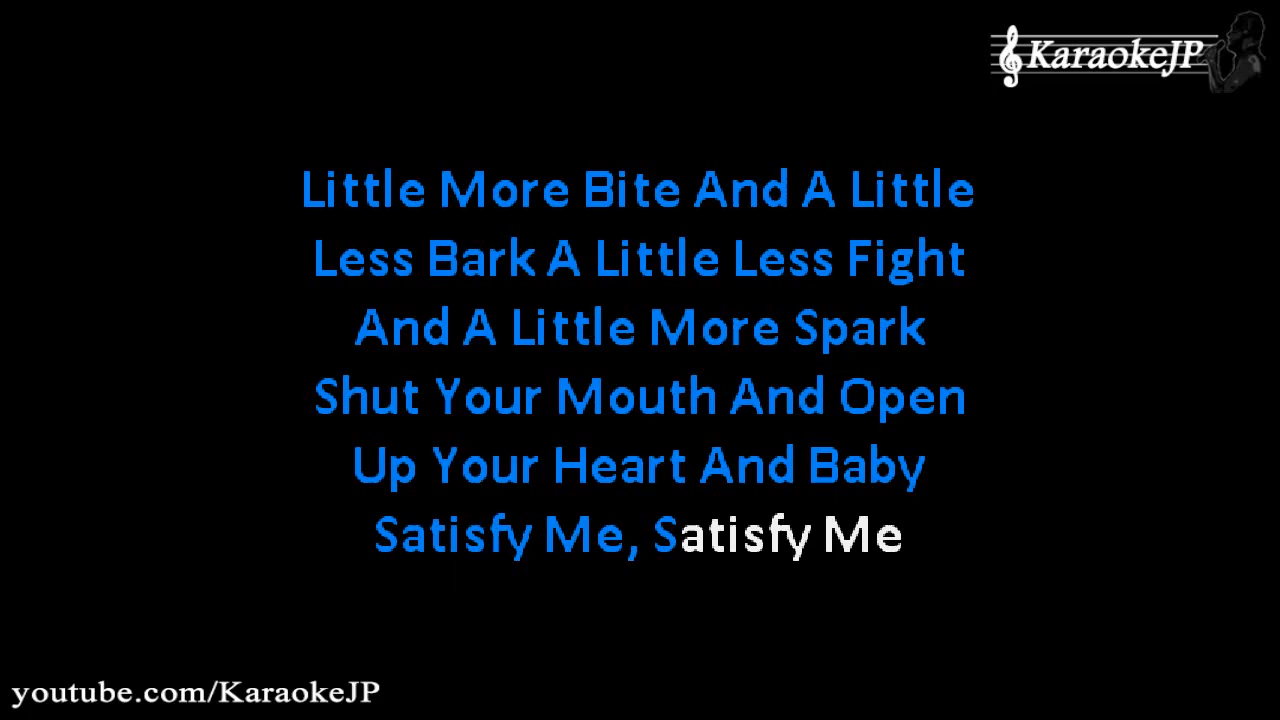 KaraokeJP
Little More Bite And A Little
Less Bark A Little Less Fight
And A Little More Spark
Shut Your Mouth And Open
Up Your Heart And Baby
Satisfy Me, Satisfy Me
youtube.com/KaraokeJP